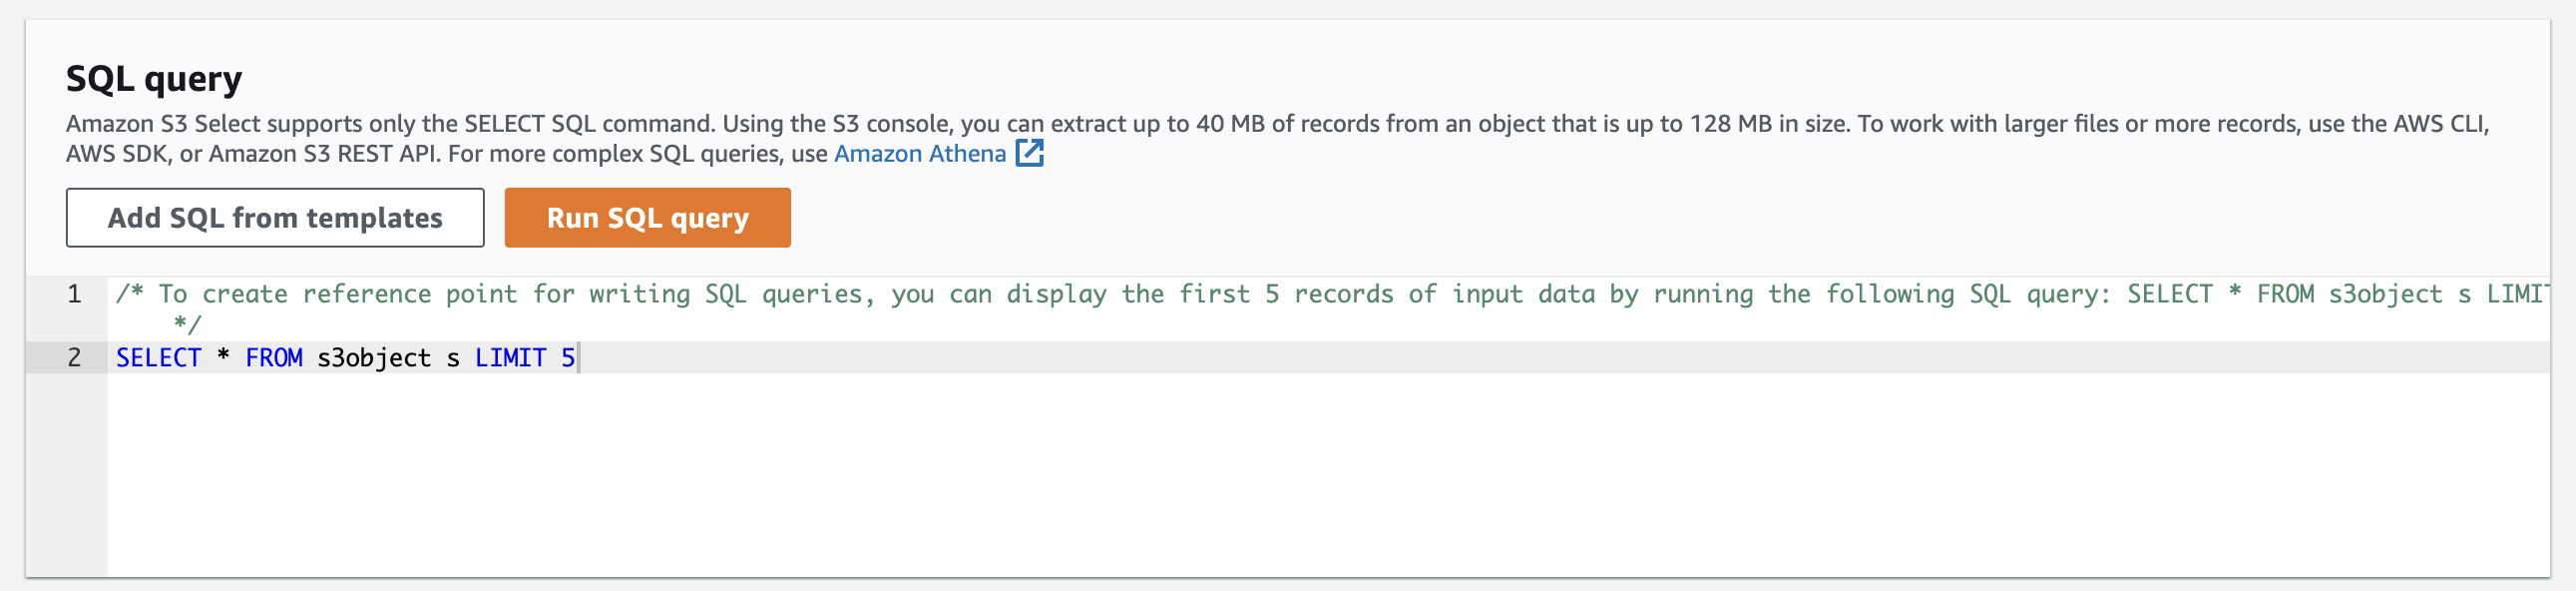 SQL query
Amazon S3 Select supports only the SELECT SQL command. Using the S3 console, you can extract up to 40 MB of records from an object that is up to 128 MB in size. To work with larger files or more records, use the AWS CLI,
AWS SDK, or Amazon S3 REST API. For more complex SQL queries, use Amazon Athena
Add SQL from templates Run SQL query
1 /* To create reference point for writing SQL queries, you can display the first 5 records of input data by running the following SQL query: SELECT * FROM s3object s
*/
2 SELECT * FROM s3object s LIMIT 5